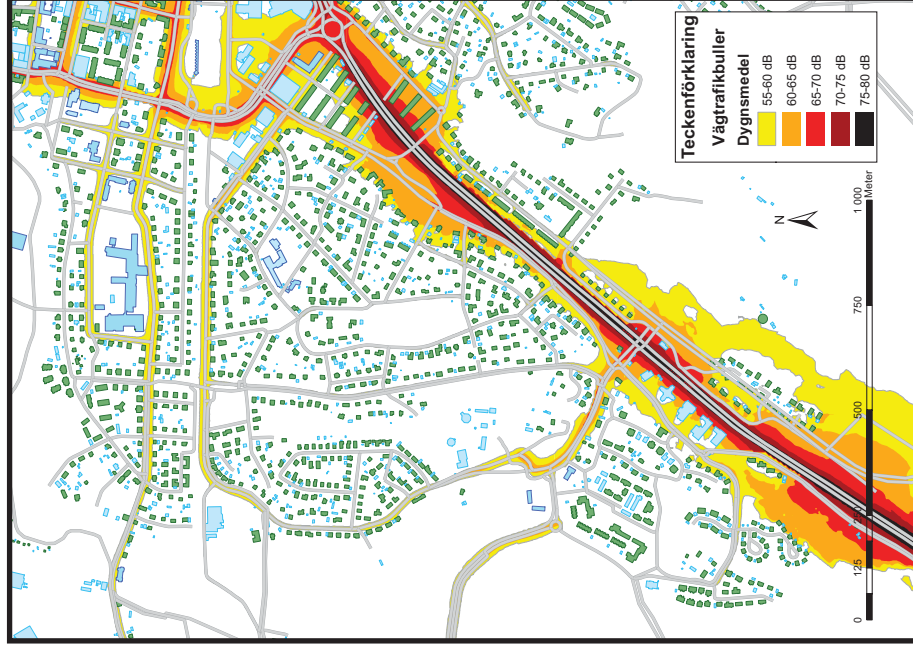 Teckenförklaring
Vägtrafikbuller
Dygnsmedel
55-60 dB
60-65 dB
65-70 dB
70-75 dB
75-80 dB
N
0 125 250 500 750 1 000
Meter